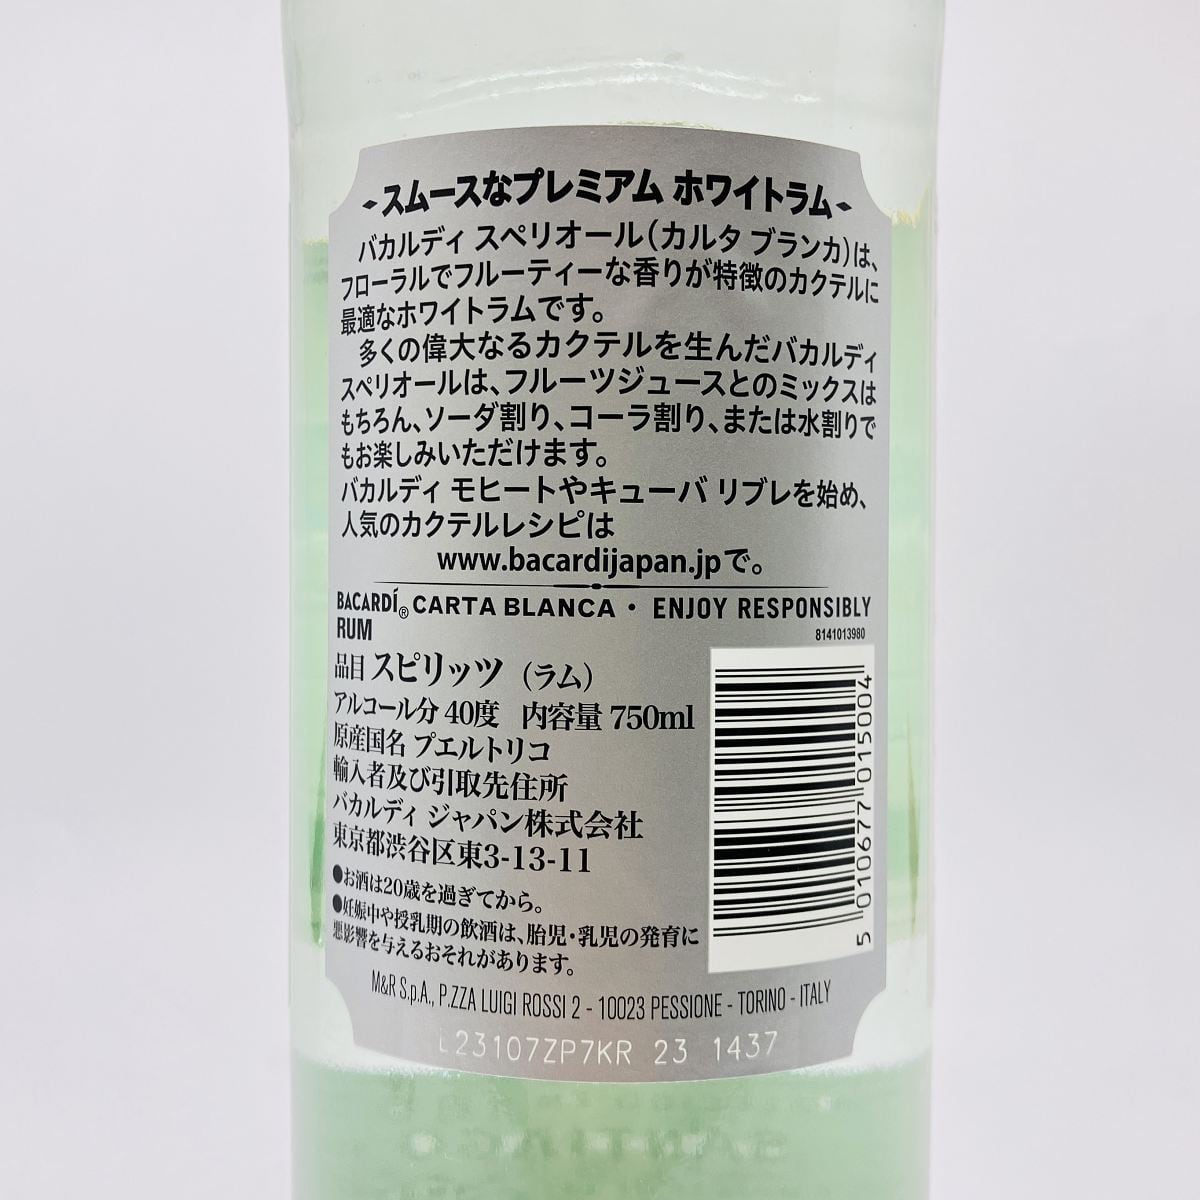 スムースなプレミアム ホワイトラム
バカルディ スペリオール（カルタ ブランカ）は、
フローラルでフルーティーな香りが特徴のカクテルに
最適なホワイトラムです。
多くの偉大なるカクテルを生んだバカルディ
スペリオールは、フルーツジュースとのミックスは
もちろん、ソーダ割り、コーラ割り、または水割りで
もお楽しみいただけます。
バカルディ モヒートやキューバ リブレを始め、
人気のカクテルレシピは
www.bacardijapan.jpで。
BACARDÍ® CARTA BLANCA・ENJOY RESPONSIBLY
RUM
8141013980
品目 スピリッツ （ラム）
アルコール分 40度 内容量 750ml
原産国名 プエルトリコ
輸入者及び引取先住所
バカルディ ジャパン株式会社
東京都渋谷区東3-13-11
●お酒は20歳を過ぎてから。
●妊娠中や授乳期の飲酒は、胎児・乳児の発育に
悪影響を与えるおそれがあります。
5 010677 015004
M&R S.p.A., P.ZZA LUIGI ROSSI 2 - 10023 PESSIONE - TORINO - ITALY
L23107ZP7KR 23 1437